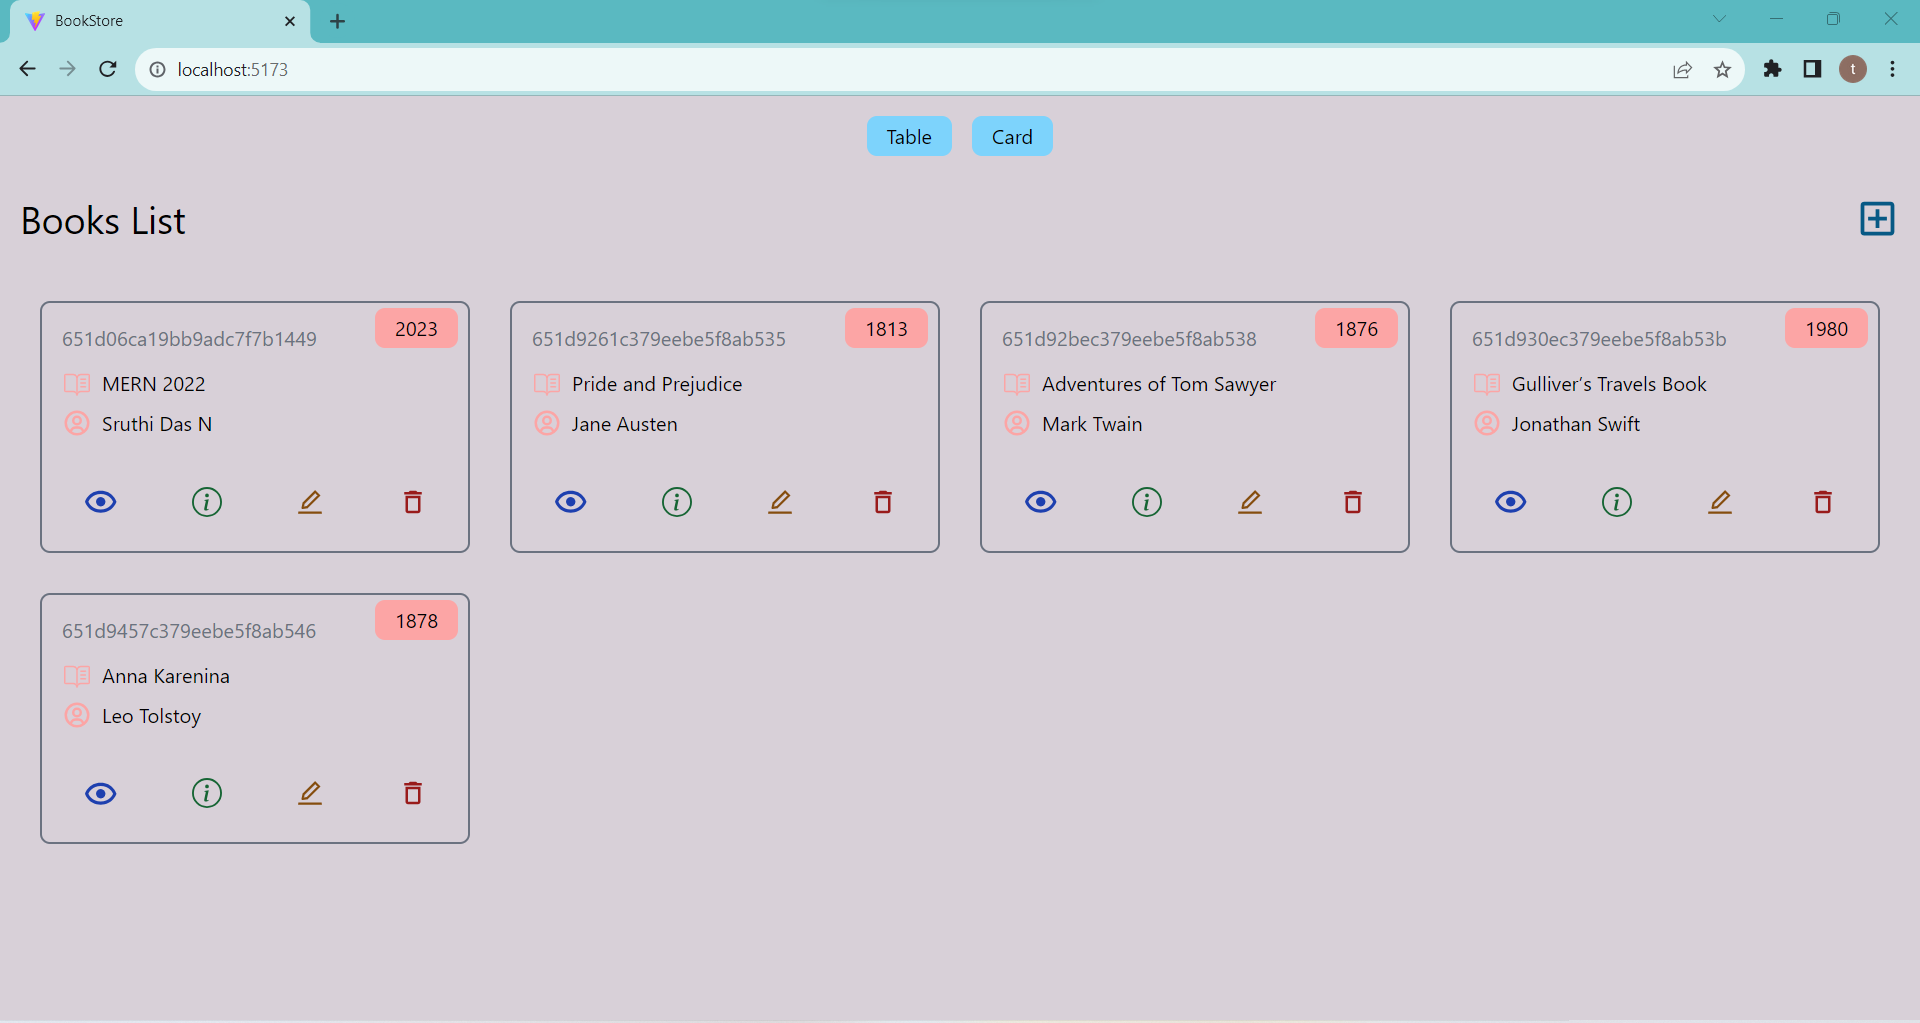 BookStore
localhost:5173
t
Table
Card
Books List
651d06ca19bb9adc7f7b1449
2023
MERN 2022
Sruthi Das N
651d9261c379eebe5f8ab535
1813
Pride and Prejudice
Jane Austen
651d92bec379eebe5f8ab538
1876
Adventures of Tom Sawyer
Mark Twain
651d930ec379eebe5f8ab53b
1980
Gulliver’s Travels Book
Jonathan Swift
651d9457c379eebe5f8ab546
1878
Anna Karenina
Leo Tolstoy